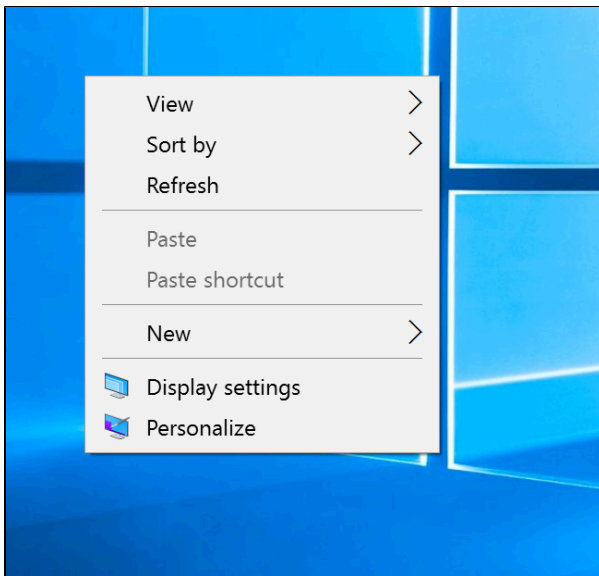 View
Sort by
Refresh
Paste
Paste shortcut
New
Display settings
Personalize